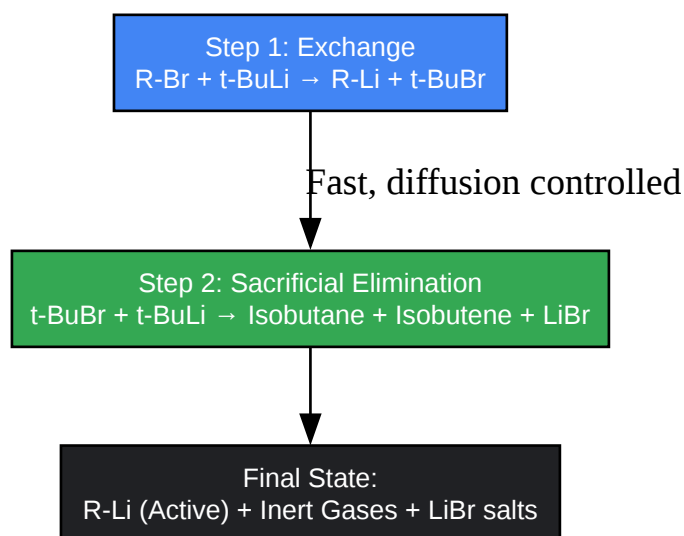 Step 1: Exchange
R-Br + t-BuLi → R-Li + t-BuBr
Fast, diffusion controlled
Step 2: Sacrificial Elimination
t-BuBr + t-BuLi → Isobutane + Isobutene + LiBr
Final State:
R-Li (Active) + Inert Gases + LiBr salts